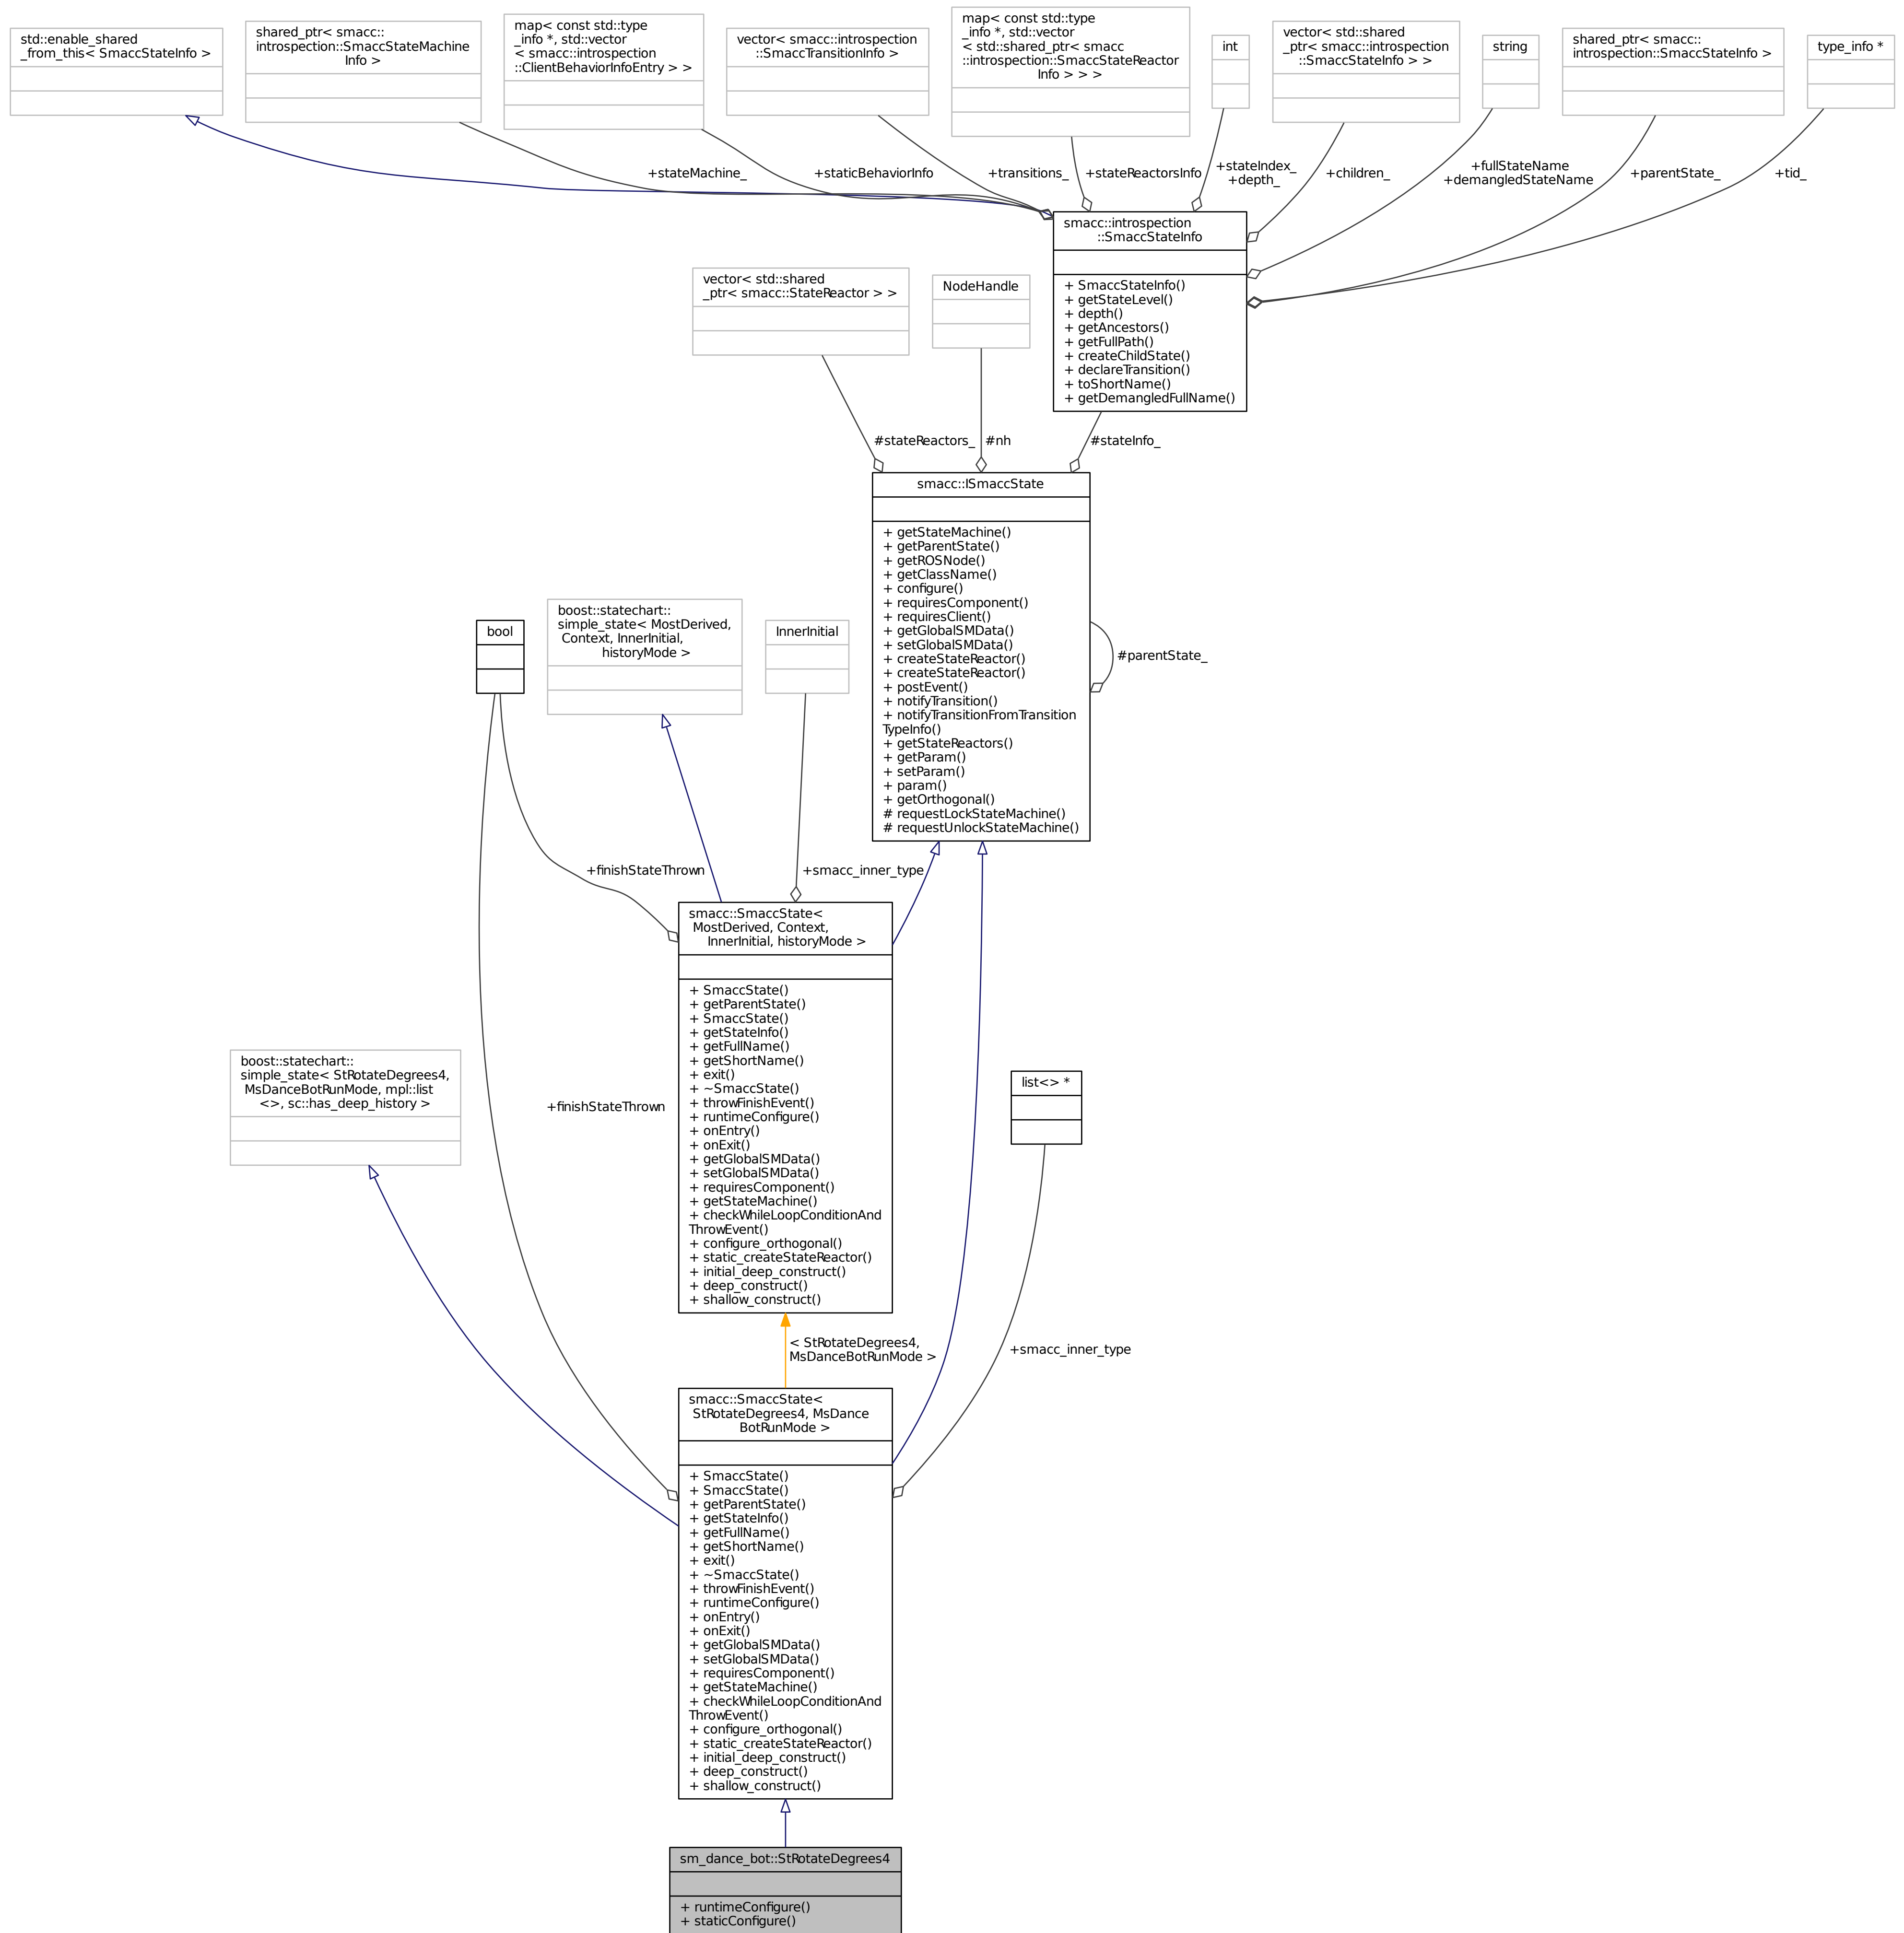 std::enable_shared
_from_this< SmaccStateInfo >
shared_ptr< smacc::
introspection::SmaccStateMachine
Info >
map< const std::type
_info *, std::vector
< smacc::introspection
::ClientBehaviorInfoEntry > >
vector< smacc::introspection
::SmaccTransitionInfo >
map< const std::type
_info *, std::vector
< std::shared_ptr< smacc
::introspection::SmaccStateReactor
Info > > >
int
vector< std::shared
_ptr< smacc::introspection
::SmaccStateInfo > >
string
shared_ptr< smacc::
introspection::SmaccStateInfo >
type_info *
+stateMachine_
+staticBehaviorInfo
+transitions_
+stateReactorsInfo
+stateIndex_
+depth_
+children_
+fullStateName
+demangledStateName
+parentState_
+tid_
smacc::introspection
::SmaccStateInfo
+ SmaccStateInfo()
+ getStateLevel()
+ depth()
+ getAncestors()
+ getFullPath()
+ createChildState()
+ declareTransition()
+ toShortName()
+ getDemangledFullName()
vector< std::shared
_ptr< smacc::StateReactor > >
NodeHandle
#stateReactors_
#nh
#stateInfo_
smacc::ISmaccState
+ getStateMachine()
+ getParentState()
+ getROSNode()
+ getClassName()
+ configure()
+ requiresComponent()
+ requiresClient()
+ getGlobalSMData()
+ setGlobalSMData()
+ createStateReactor()
+ createStateReactor()
+ postEvent()
+ notifyTransition()
+ notifyTransitionFromTransition
TypeInfo()
+ getStateReactors()
+ getParam()
+ setParam()
+ param()
+ getOrthogonal()
# requestLockStateMachine()
# requestUnlockStateMachine()
#parentState_
bool
boost::statechart::
simple_state< MostDerived,
Context, InnerInitial,
historyMode >
InnerInitial
+finishStateThrown
+smacc_inner_type
smacc::SmaccState<
MostDerived, Context,
InnerInitial, historyMode >
+ SmaccState()
+ getParentState()
+ SmaccState()
+ getStateInfo()
+ getFullName()
+ getShortName()
+ exit()
+ ~SmaccState()
+ throwFinishEvent()
+ runtimeConfigure()
+ onEntry()
+ onExit()
+ getGlobalSMData()
+ setGlobalSMData()
+ requiresComponent()
+ getStateMachine()
+ checkWhileLoopConditionAnd
ThrowEvent()
+ configure_orthogonal()
+ static_createStateReactor()
+ initial_deep_construct()
+ deep_construct()
+ shallow_construct()
boost::statechart::
simple_state< StRotateDegrees4,
MsDanceBotRunMode, mpl::list
<>, sc::has_deep_history >
+finishStateThrown
list<> *
< StRotateDegrees4,
MsDanceBotRunMode >
+smacc_inner_type
smacc::SmaccState<
StRotateDegrees4, MsDance
BotRunMode >
+ SmaccState()
+ SmaccState()
+ getParentState()
+ getStateInfo()
+ getFullName()
+ getShortName()
+ exit()
+ ~SmaccState()
+ throwFinishEvent()
+ runtimeConfigure()
+ onEntry()
+ onExit()
+ getGlobalSMData()
+ setGlobalSMData()
+ requiresComponent()
+ getStateMachine()
+ checkWhileLoopConditionAnd
ThrowEvent()
+ configure_orthogonal()
+ static_createStateReactor()
+ initial_deep_construct()
+ deep_construct()
+ shallow_construct()
sm_dance_bot::StRotateDegrees4
+ runtimeConfigure()
+ staticConfigure()